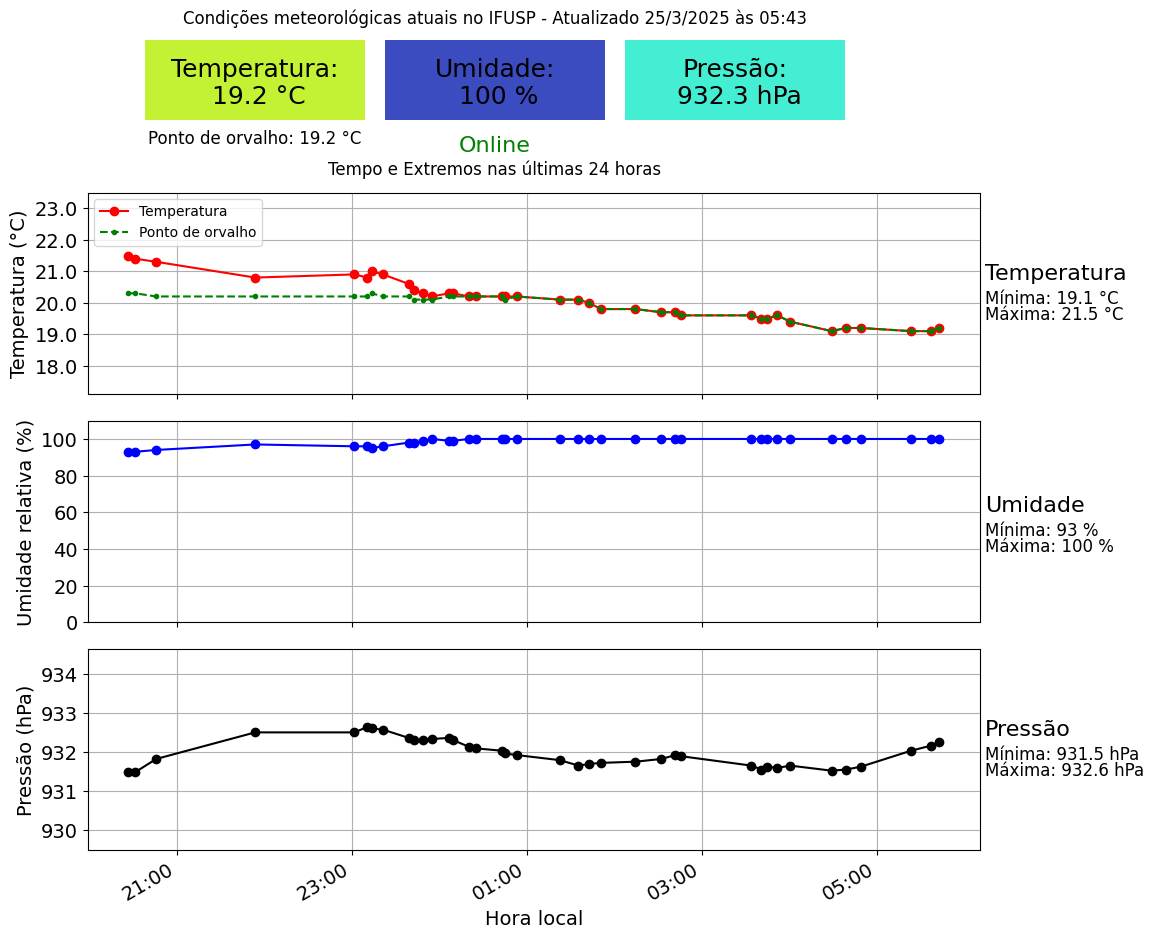 Condições meteorológicas atuais no IFUSP - Atualizado 25/3/2025 às 05:43
Temperatura:
19.2 °C
Umidade:
100 %
Pressão:
932.3 hPa
Ponto de orvalho: 19.2 °C
Online
Tempo e Extremos nas últimas 24 horas
Temperatura (°C)
23.0
22.0
21.0
20.0
19.0
18.0
Temperatura
Ponto de orvalho
Temperatura
Mínima: 19.1 °C
Máxima: 21.5 °C
Umidade relativa (%)
100
80
60
40
20
0
Umidade
Mínima: 93 %
Máxima: 100 %
Pressão (hPa)
934
933
932
931
930
Pressão
Mínima: 931.5 hPa
Máxima: 932.6 hPa
21:00
23:00
01:00
03:00
05:00
Hora local